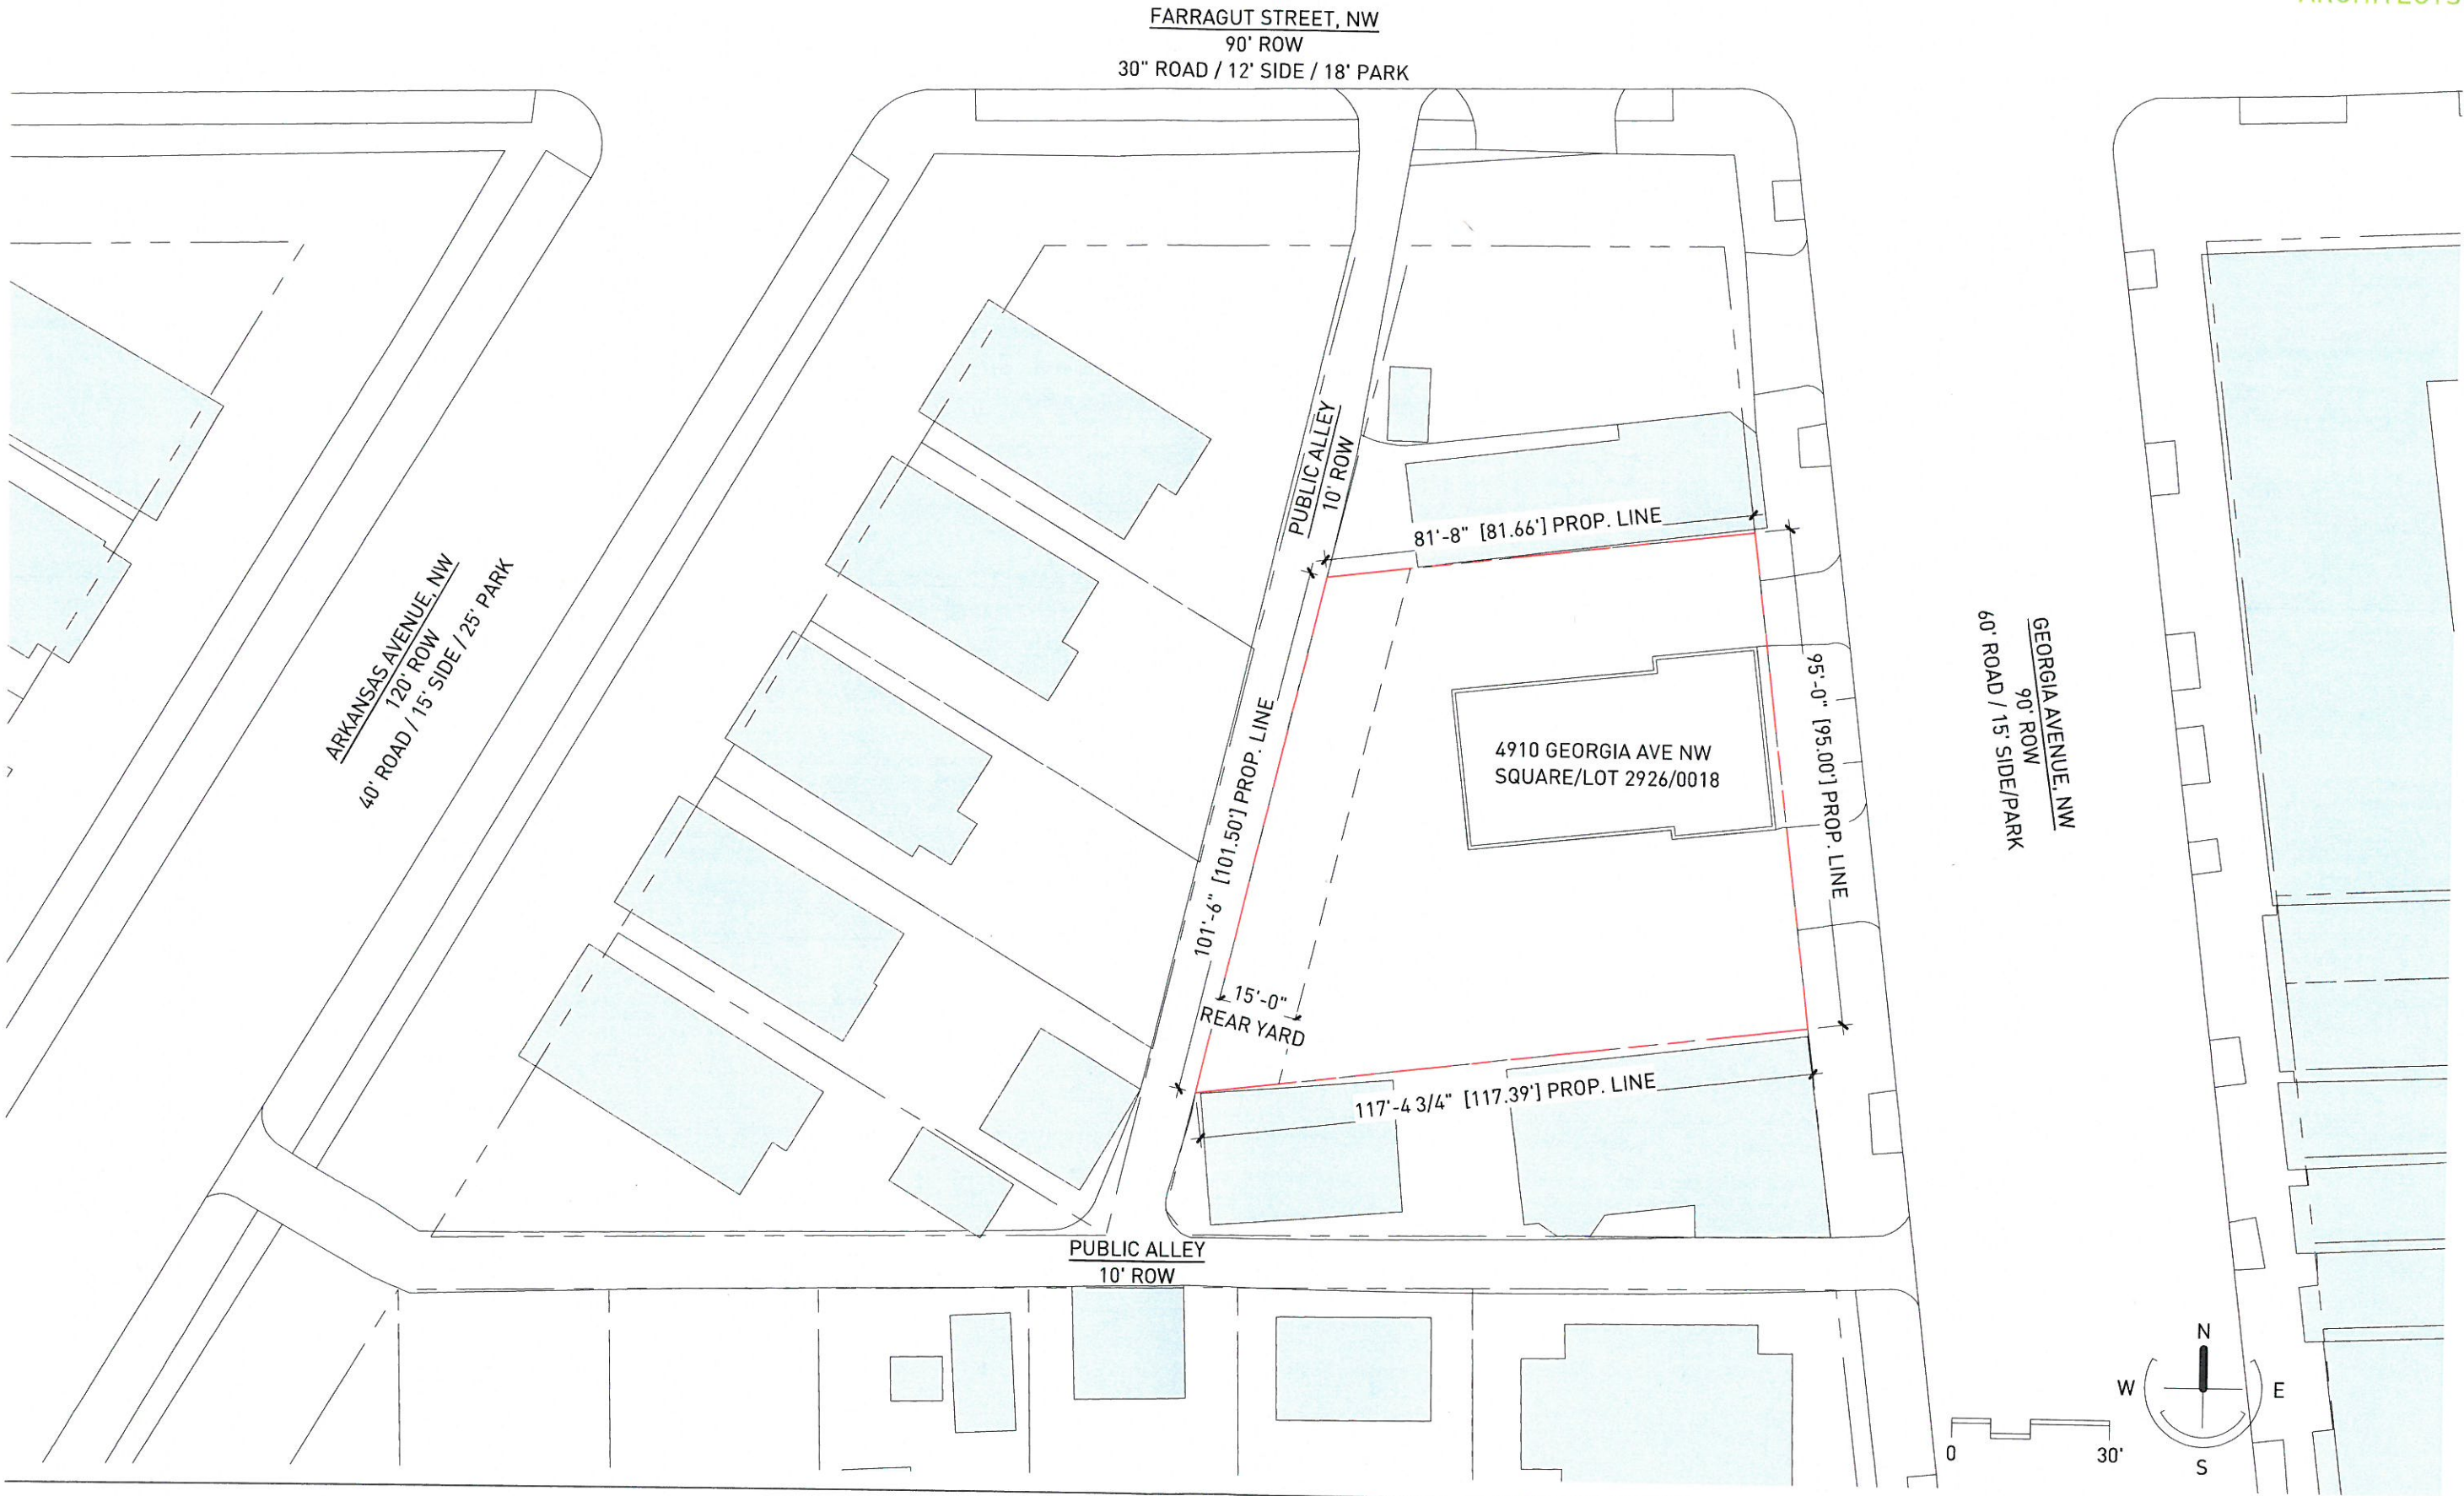 ARCHITECTS
FARRAGUT STREET, NW
90' ROW
30" ROAD / 12' SIDE / 18' PARK
PUBLIC ALLEY
10' ROW
81'-8" [81.66'] PROP. LINE
ARKANSAS AVENUE, NW
120' ROW
40' ROAD / 15' SIDE / 25' PARK
101'-6" [101.50'] PROP. LINE
4910 GEORGIA AVE NW
SQUARE/LOT 2926/0018
95'-0" [95.00'] PROP. LINE
GEORGIA AVENUE, NW
90' ROW
60' ROAD / 15' SIDE/PARK
15'-0"
REAR YARD
117'-4 3/4" [117.39'] PROP. LINE
PUBLIC ALLEY
10' ROW
N
W
E
S
0
30'